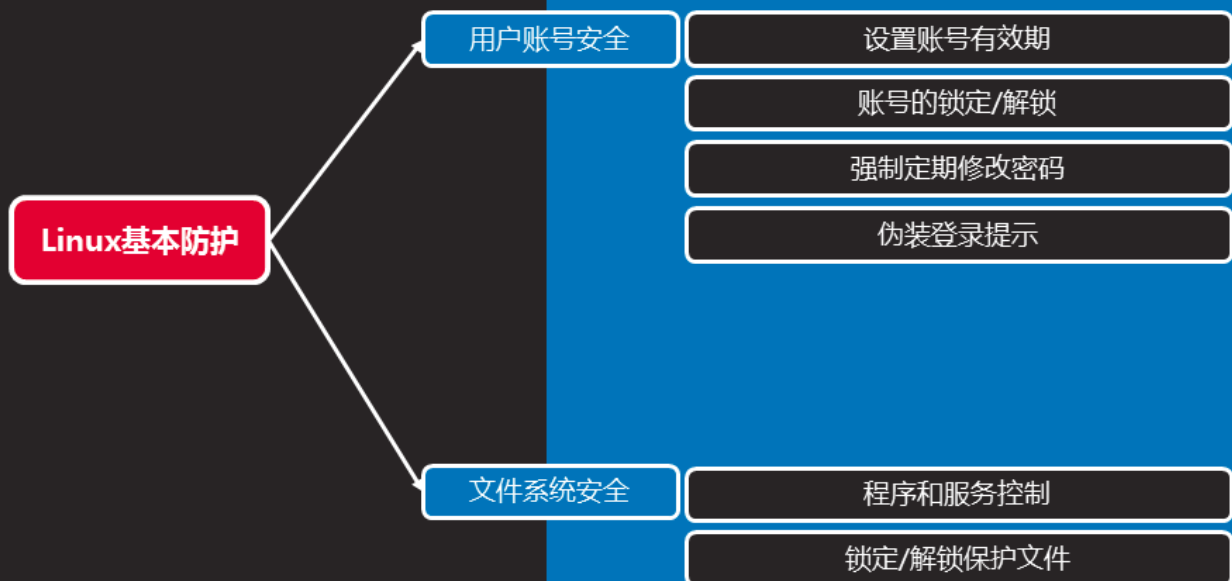 Linux基本防护
用户账号安全
设置账号有效期
账号的锁定/解锁
强制定期修改密码
伪装登录提示
文件系统安全
程序和服务控制
锁定/解锁保护文件